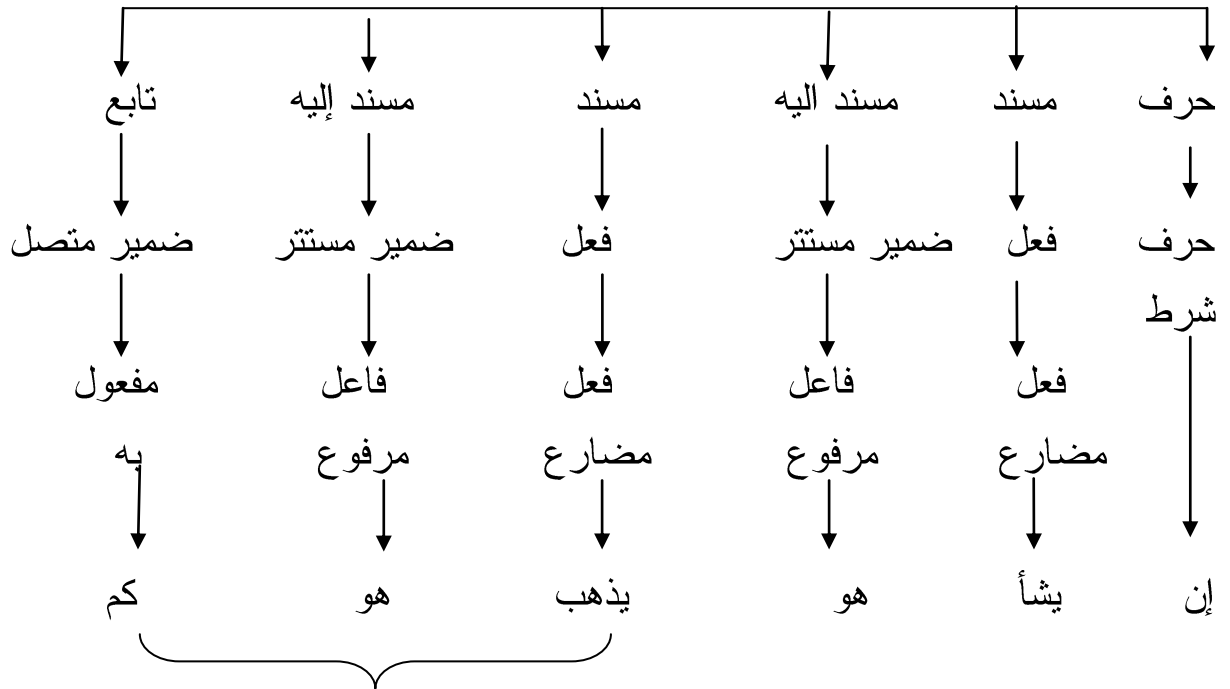 حرف مسند مسند اليه مسند مسند إليه تابع
حرف فعل ضمير مستتر فعل ضمير مستتر ضمير متصل
شرط
فعل فاعل فعل فاعل مفعول
مضارع مرفوع مضارع مرفوع به
إن يشأ هو يذهب هو كم